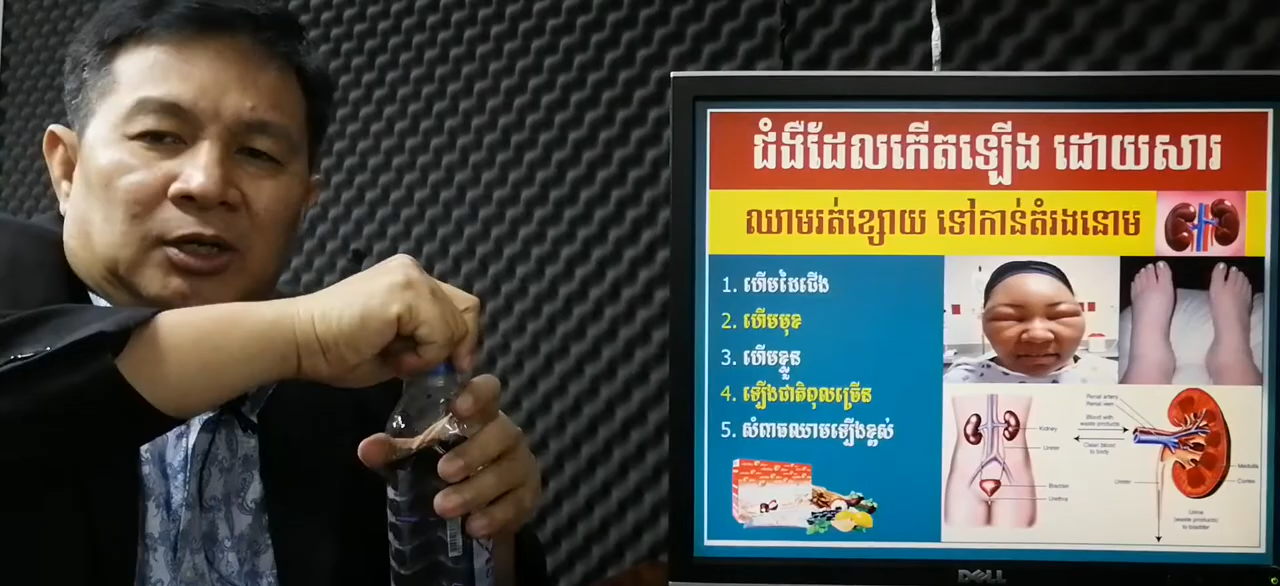 ជំងឺដែលកើតឡើង ដោយសារ
ឈាមរត់ខ្សោយ ទៅកាន់តំរងនោម
1. ហើមដៃជើង
2. ហើមមុខ
3. ហើមខ្លួន
4. ឡើងជាតិពុលច្រើន
5. សំពាធឈាមឡើងខ្ពស់
Kidney
Ureter
Bladder
Urethra
Renal artery
Renal vein
Blood with
waste products
Clean blood
to body
Ureter
Medulla
Cortex
Urine
(waste products)
to bladder
DELL